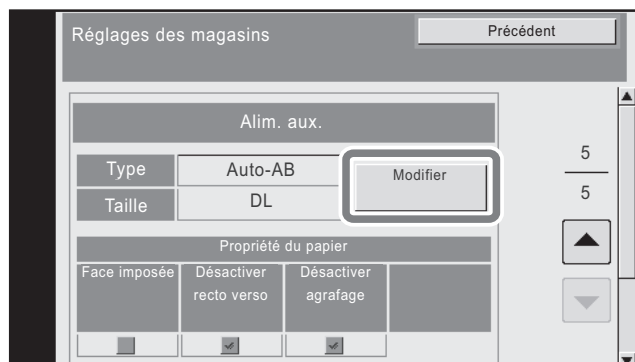 Réglages des magasins
Précédent
Alim. aux.
Type
Auto-AB
Modifier
Taille
DL
5
5
Propriété du papier
Face imposée
Désactiver
recto verso
Désactiver
agrafage